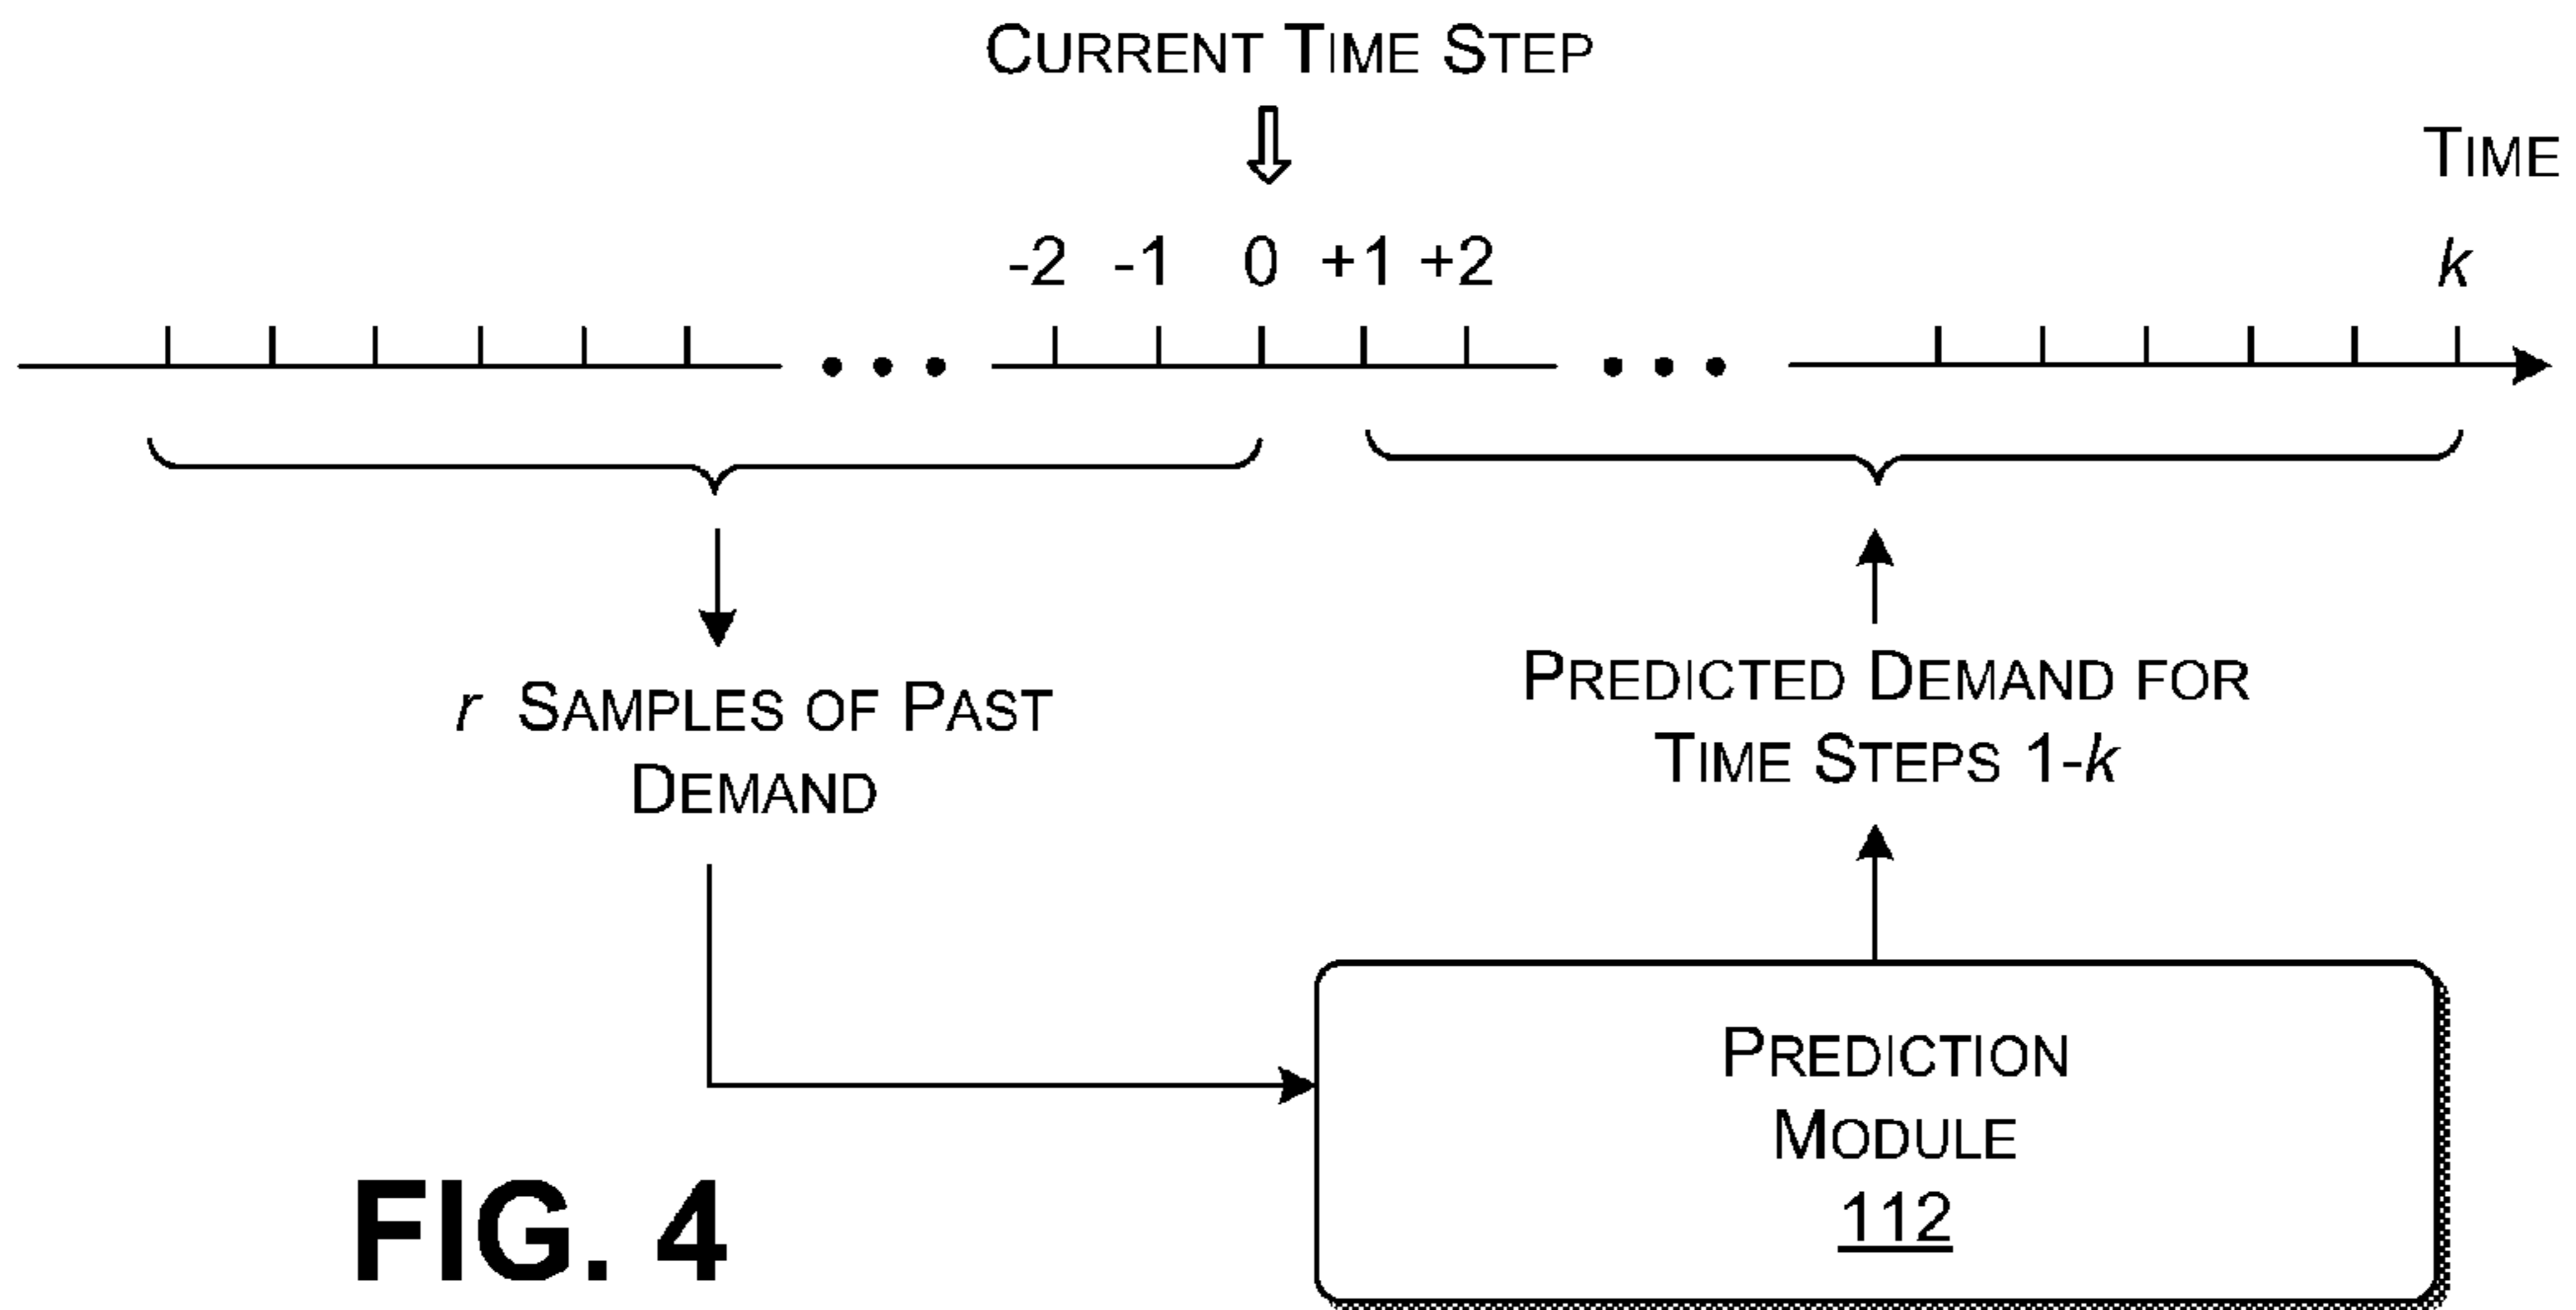 CURRENT TIME STEP
TIME
-2 -1 0 +1 +2 k
r SAMPLES OF PAST
DEMAND
PREDICTED DEMAND FOR
TIME STEPS 1-k
PREDICTION
MODULE
112
FIG. 4